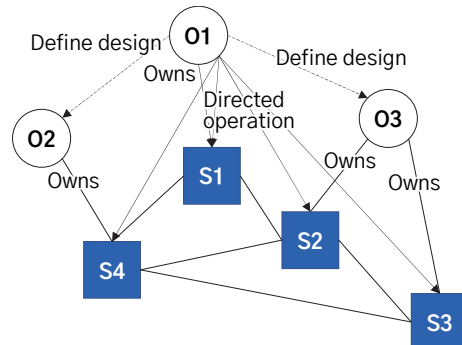 O1
Define design
Define design
Owns
Directed
operation
O2
O3
Owns
Owns
Owns
S1
S2
S4
S3